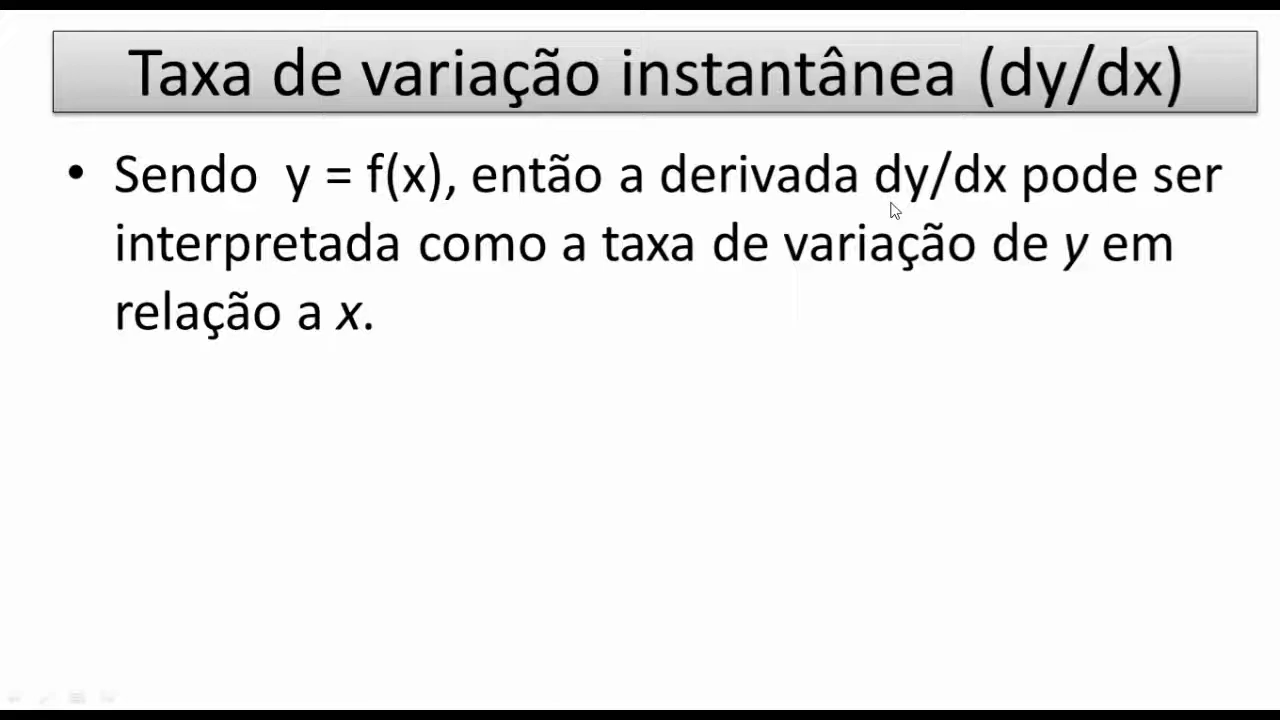 Taxa de variação instantânea (dy/dx)
• Sendo y = f(x), então a derivada dy/dx pode ser
interpretada como a taxa de variação de y em
relação a x.